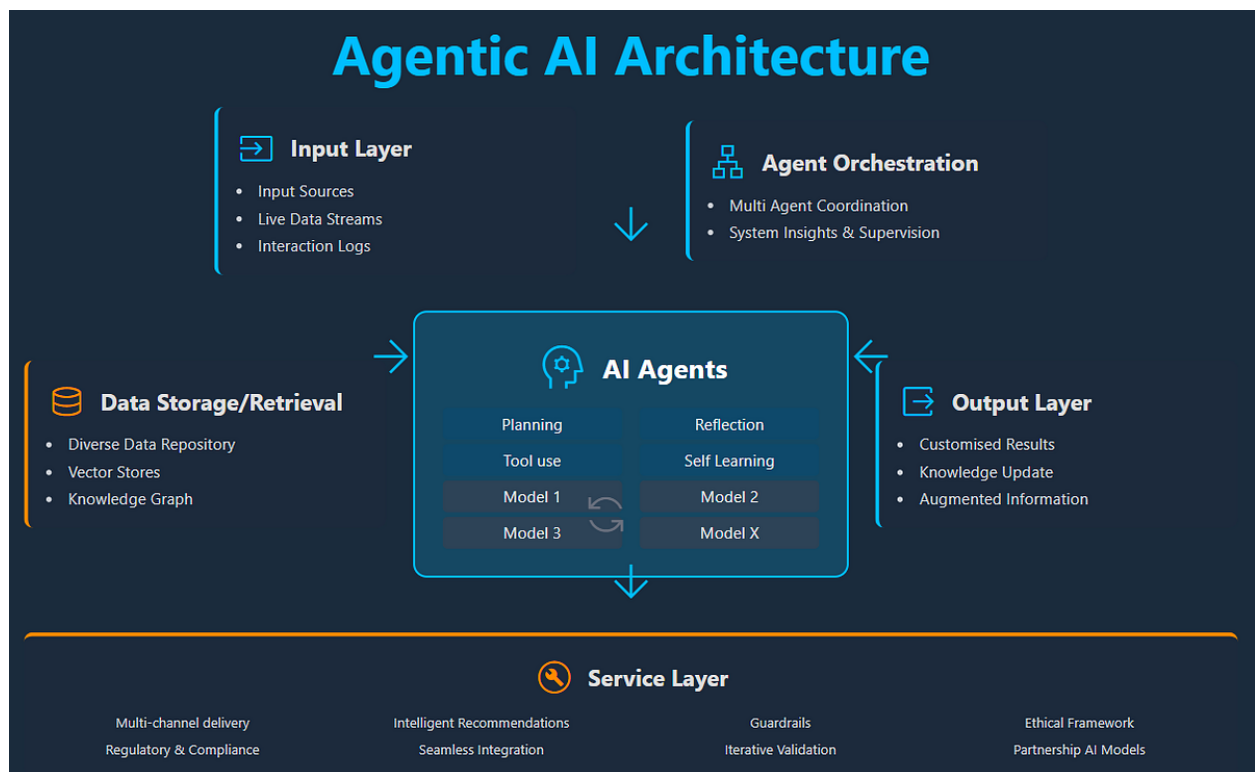 Agentic AI Architecture
Input Layer
Input Sources
Live Data Streams
Interaction Logs
Agent Orchestration
Multi Agent Coordination
System Insights & Supervision
Data Storage/Retrieval
Diverse Data Repository
Vector Stores
Knowledge Graph
AI Agents
Planning
Reflection
Tool use
Self Learning
Model 1
Model 2
Model 3
Model X
Output Layer
Customised Results
Knowledge Update
Augmented Information
Service Layer
Multi-channel delivery
Intelligent Recommendations
Guardrails
Ethical Framework
Regulatory & Compliance
Seamless Integration
Iterative Validation
Partnership AI Models